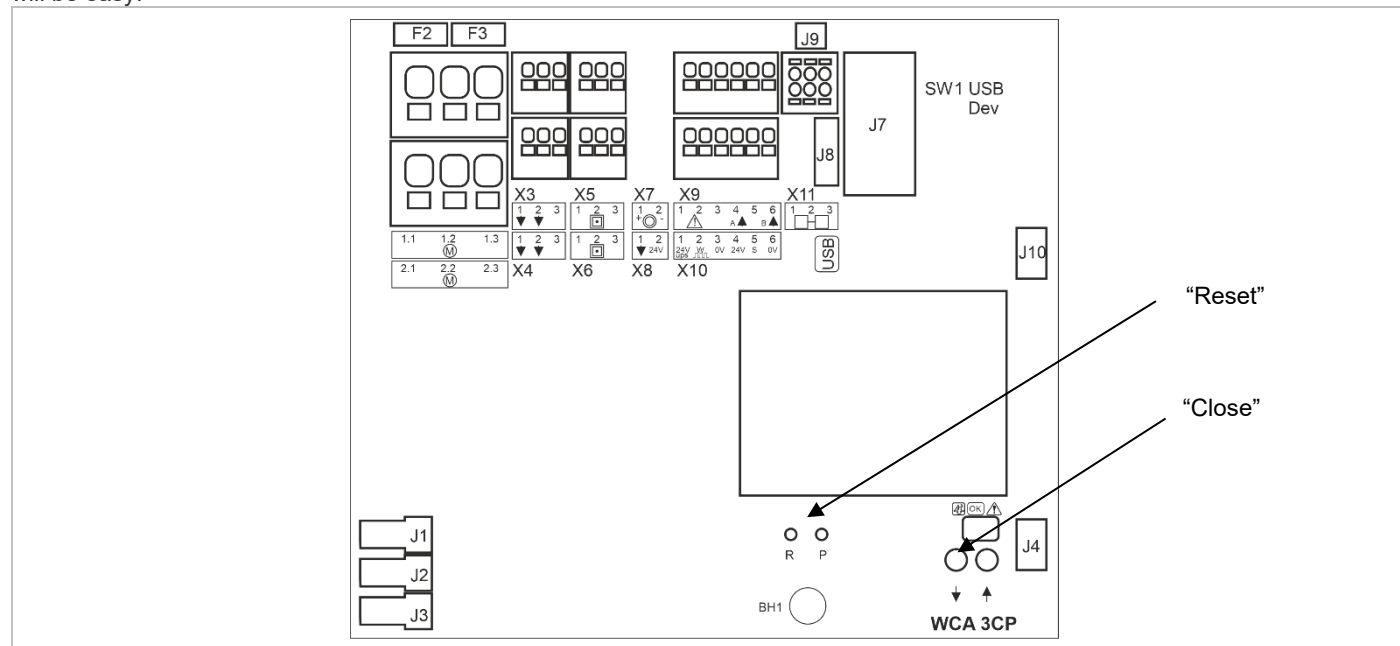 will be easy.
F2 F3
J9
SW1 USB
Dev
J7
J8
X3 X5 X7 X9 X11
1 2 3 1 2 3 1 2 1 2 3 4 5 6 1 2 3
+ - A B
1.1 1.2 1.3
M
1 2 3 1 2 3 1 2 1 2 3 4 5 6
24V 24V 0V 24V S 0V
USB
J10
2.1 2.2 2.3
M
X4 X6 X8 X10
“Reset”
“Close”
OK
J1
R P
J4
J2
BH1
J3
WCA 3CP